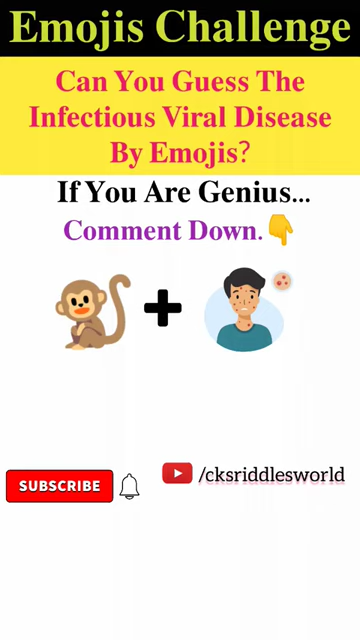 Emojis Challenge
Can You Guess The
Infectious Viral Disease
By Emojis?
If You Are Genius...
Comment Down.
SUBSCRIBE
/cksriddlesworld